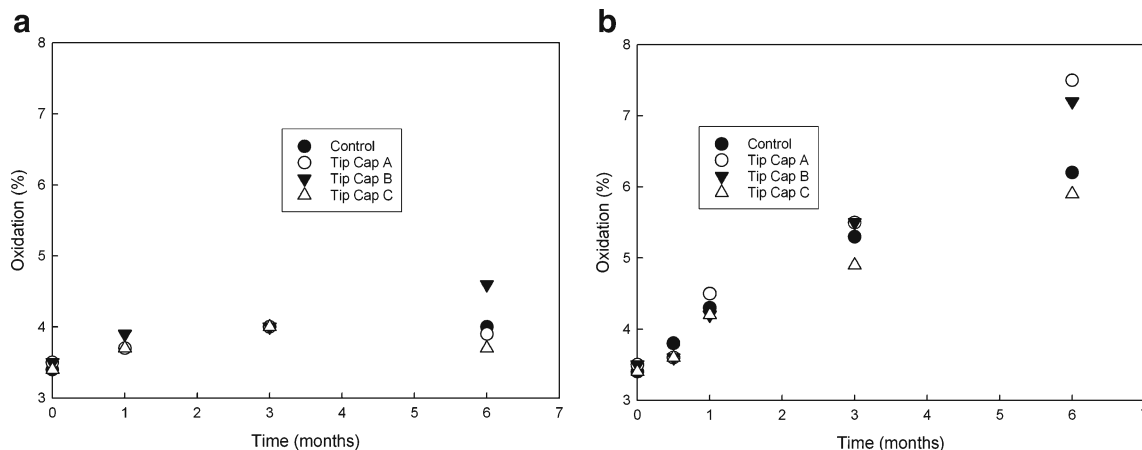 a
8
7
6
5
4
3
Oxidation (%)
Control
Tip Cap A
Tip Cap B
Tip Cap C
0 1 2 3 4 5 6 7
Time (months)
b
8
7
6
5
4
3
Oxidation (%)
Control
Tip Cap A
Tip Cap B
Tip Cap C
0 1 2 3 4 5 6 7
Time (months)